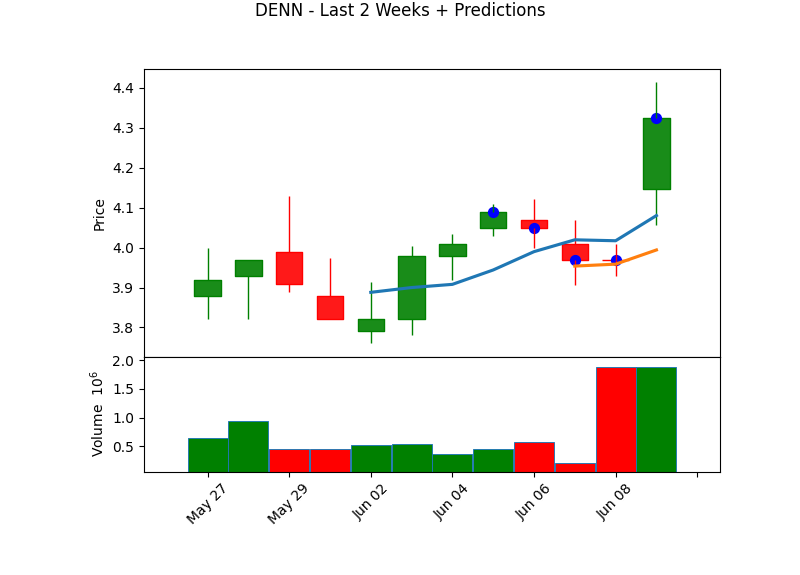 DENN - Last 2 Weeks + Predictions
4.4
4.3
4.2
4.1
4.0
3.9
3.8
Price
2.0
1.5
1.0
0.5
Volume 10^6
May 27
May 29
Jun 02
Jun 04
Jun 06
Jun 08